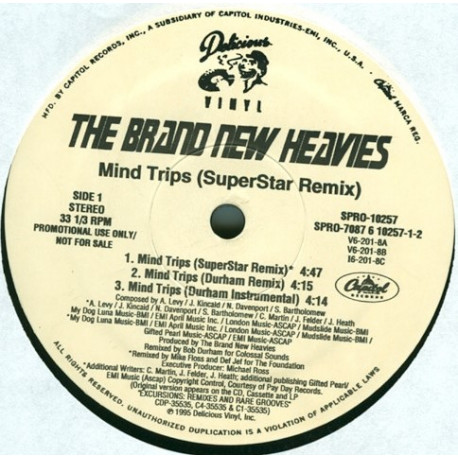 MFD. BY CAPITOL RECORDS, INC., A SUBSIDIARY OF CAPITOL INDUSTRIES-EMI, INC., U.S.A. · Capitol MARCA REG.
Delicious
VINYL
THE BRAND NEW HEAVIES
Mind Trips (SuperStar Remix)
SIDE 1
STEREO
33 1/3 RPM
PROMOTIONAL USE ONLY/
NOT FOR SALE
SPRO-10257
SPRO-7087 6 10257-1-2
V6-201-8A
V6-201-8B
I6-201-8C
1. Mind Trips (SuperStar Remix)* 4:47
2. Mind Trips (Durham Remix) 4:15
3. Mind Trips (Durham Instrumental) 4:14
Capitol
RECORDS
Composed by A. Levy / J. Kincaid / N. Davenport / S. Bartholomew
*A. Levy / J. Kincaid / N. Davenport / S. Bartholomew / C. Martin / J. Felder / J. Heath
My Dog Luna Music-BMI / EMI April Music Inc. / London Music-ASCAP / Mudslide Music-BMI
*My Dog Luna Music-BMI / EMI April Music Inc. / London Music-ASCAP / Mudslide Music-BMI /
Gifted Pearl Music/ASCAP / EMI Music-ASCAP
Produced by The Brand New Heavies
Remixed by Bob Durham for Colossal Sounds
*Remixed by Mike Floss and Del Jef for The Foundation
Executive Producer: Michael Ross
*Additional Writers: C. Martin, J. Felder, J. Heath; additional publishing Gifted Pearl/
EMI Music (Ascap) Copyright Control, Courtesy of Pay Day Records.
(Original version appears on the CD, Cassette and LP
"EXCURSIONS: REMIXES AND RARE GROOVES"
CDP-35535, C4-35535 & C1-35535)
℗ 1995 Delicious Vinyl, Inc.
ALL RIGHTS RESERVED. UNAUTHORIZED DUPLICATION IS A VIOLATION OF APPLICABLE LAWS